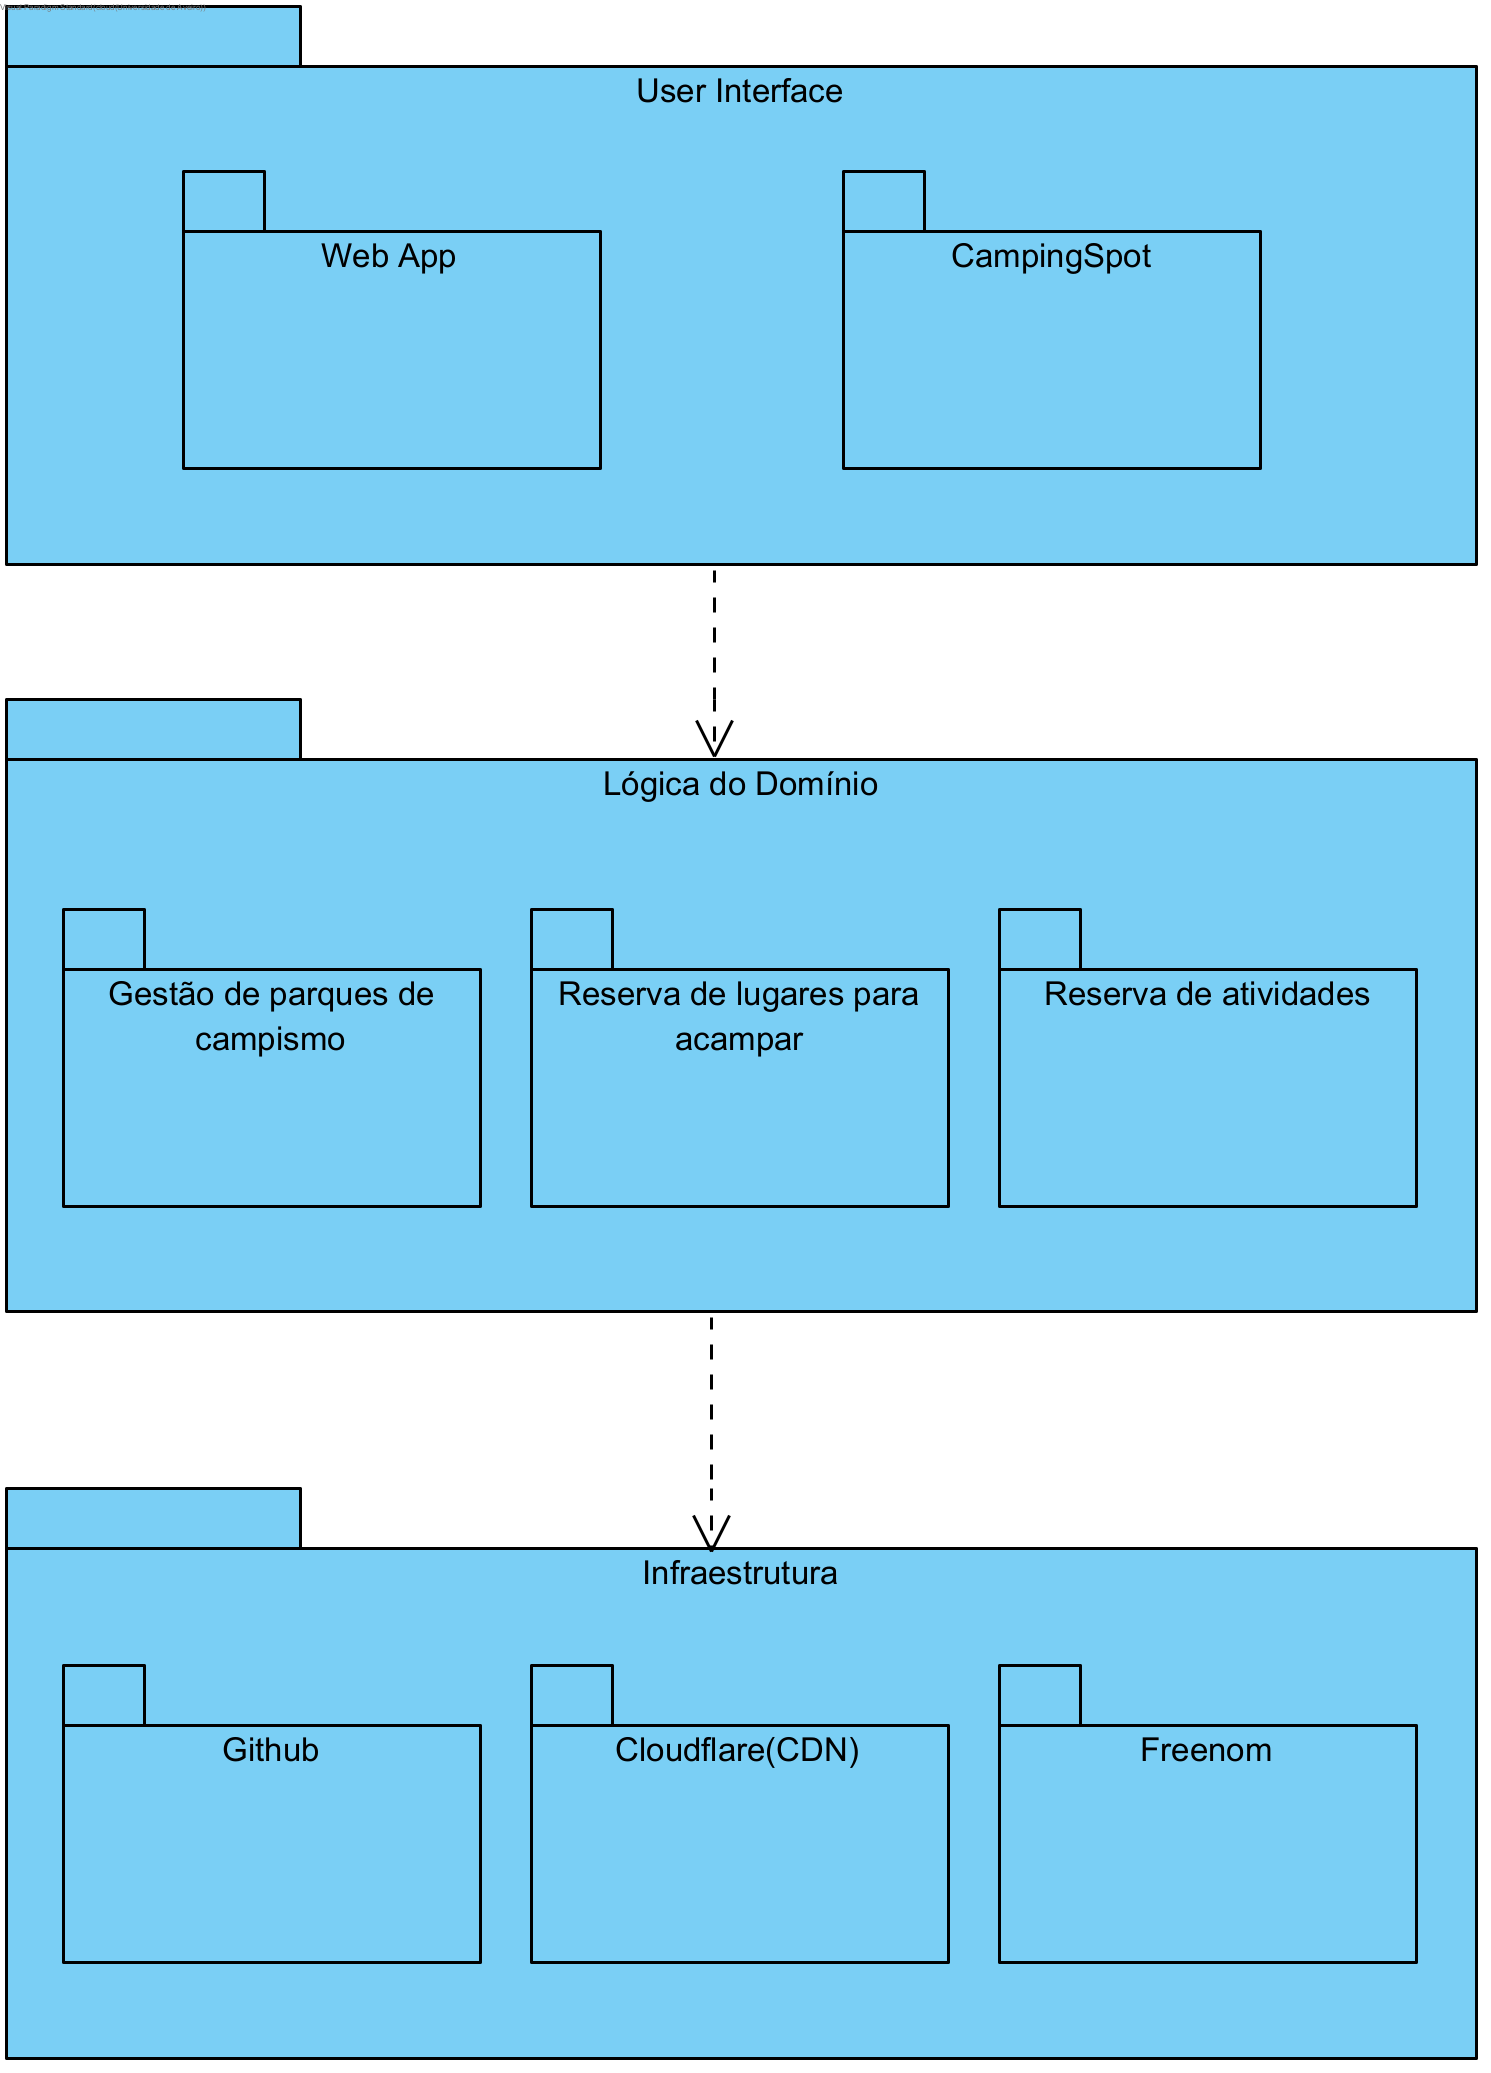 User Interface
Web App
CampingSpot
Lógica do Domínio
Gestão de parques de
campismo
Reserva de lugares para
acampar
Reserva de atividades
Infraestrutura
Github
Cloudflare(CDN)
Freenom